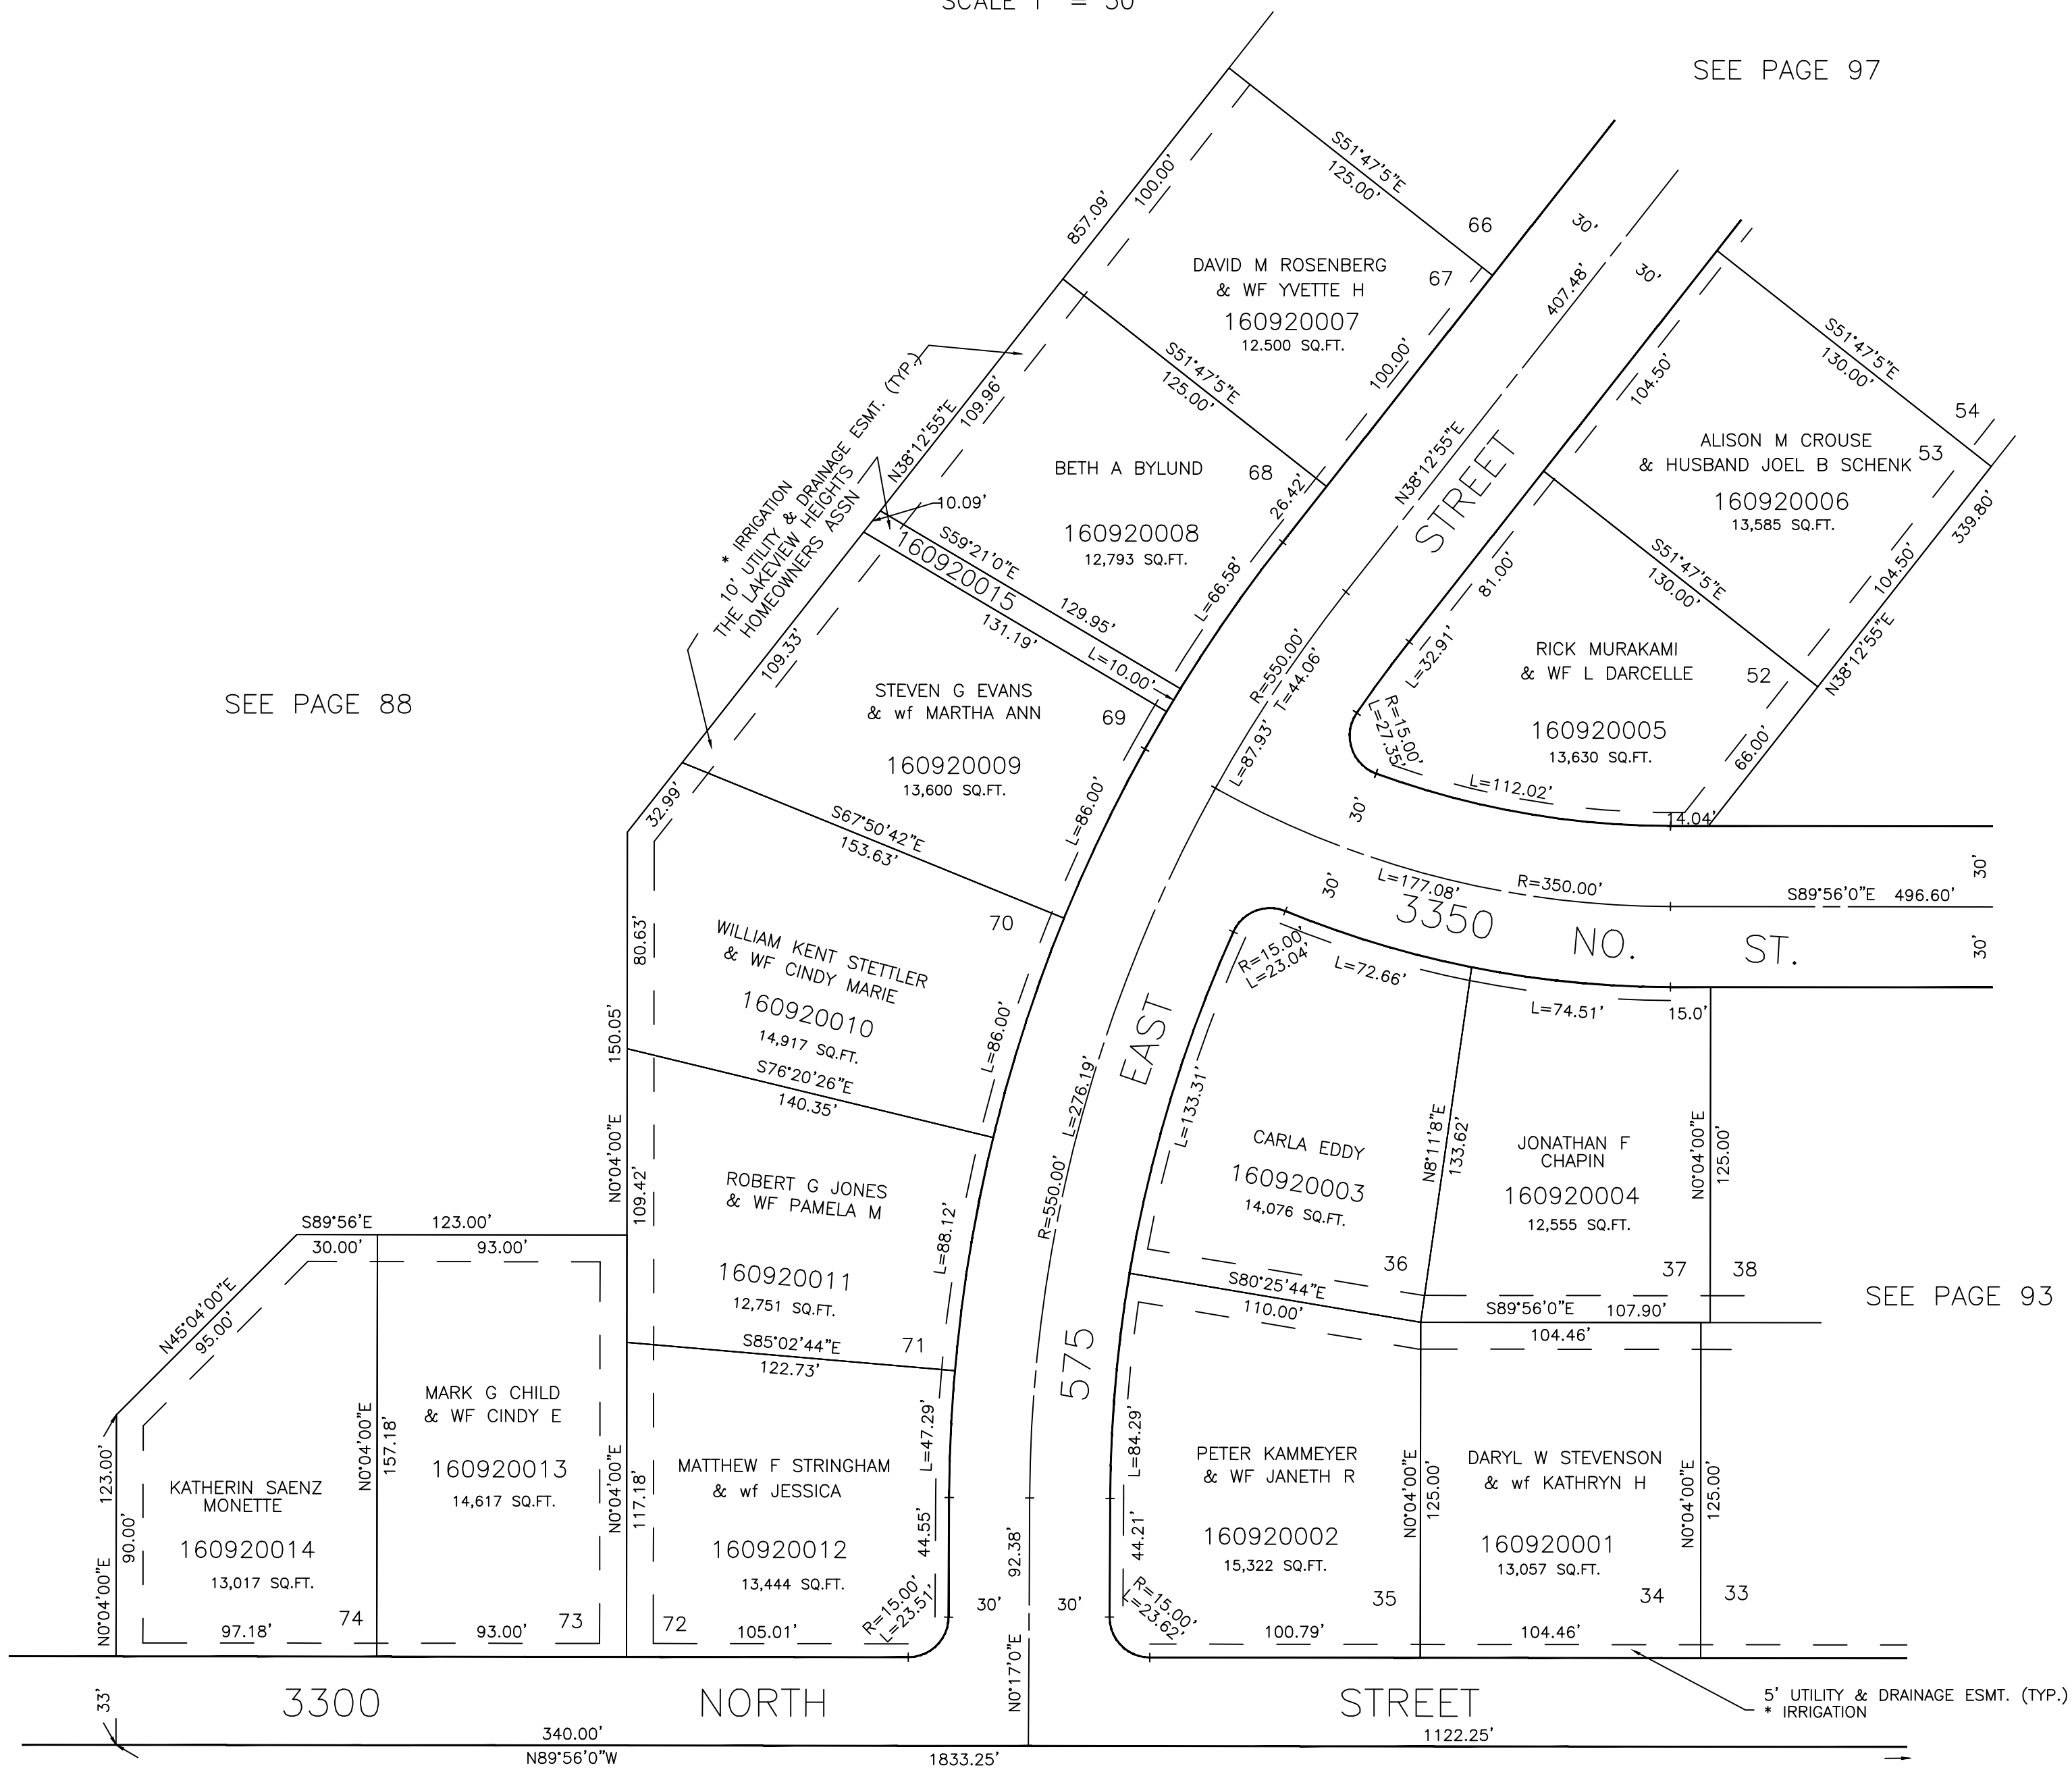 SEE PAGE 97
S51°47'5"E
125.00'
857.09'
100.00'
66
30'
30'
407.48'
DAVID M ROSENBERG
& WF YVETTE H
160920007
12.500 SQ.FT.
67
100.00'
S51°47'5"E
125.00'
104.50'
S51°47'5"E
130.00'
54
ALISON M CROUSE
& HUSBAND JOEL B SCHENK
53
160920006
13,585 SQ.FT.
104.50'
339.80'
N38°12'55"E
* IRRIGATION
10' UTILITY & DRAINAGE ESMT. (TYP.)
THE LAKEVIEW HEIGHTS
HOMEOWNERS ASSN
N38°12'55"E
109.96'
10.09'
BETH A BYLUND
68
160920008
12,793 SQ.FT.
26.42'
L=66.58'
N38°12'55"E
STREET
S59°21'0"E
129.95'
160920015
131.19'
L=10.00'
S51°47'5"E
130.00'
81.00'
L=32.91'
RICK MURAKAMI
& WF L DARCELLE
52
160920005
13,630 SQ.FT.
66.00'
R=15.00'
L=27.35'
L=112.02'
14.04'
R=550.00'
T=44.06'
L=87.93'
SEE PAGE 88
109.33'
STEVEN G EVANS
& wf MARTHA ANN
69
160920009
13,600 SQ.FT.
L=86.00'
32.99'
S67°50'42"E
153.63'
30'
30'
L=177.08'
R=350.00'
S89°56'0"E 496.60'
30'
30'
3350 NO. ST.
70
80.63'
WILLIAM KENT STETTLER
& WF CINDY MARIE
160920010
14,917 SQ.FT.
L=86.00'
150.05'
N0°04'00"E
S76°20'26"E
140.35'
EAST
R=15.00'
L=23.04'
L=72.66'
L=74.51'
15.0'
L=133.31'
L=276.19'
R=550.00'
N8°11'8"E
133.62'
CARLA EDDY
160920003
14,076 SQ.FT.
36
JONATHAN F
CHAPIN
160920004
12,555 SQ.FT.
N0°04'00"E
125.00'
37
38
SEE PAGE 93
109.42'
ROBERT G JONES
& WF PAMELA M
160920011
12,751 SQ.FT.
L=88.12'
71
S85°02'44"E
122.73'
S80°25'44"E
110.00'
S89°56'0"E 107.90'
104.46'
575
S89°56'E 123.00'
30.00'
93.00'
N45°04'00"E
95.00'
N0°04'00"E
157.18'
MARK G CHILD
& WF CINDY E
160920013
14,617 SQ.FT.
N0°04'00"E
117.18'
KATHERIN SAENZ
MONETTE
160920014
13,017 SQ.FT.
123.00'
90.00'
N0°04'00"E
MATTHEW F STRINGHAM
& wf JESSICA
160920012
13,444 SQ.FT.
L=47.29'
44.55'
R=15.00'
L=23.51'
92.38'
30'
30'
N0°17'0"E
L=84.29'
44.21'
R=15.00'
L=23.62'
PETER KAMMEYER
& WF JANETH R
160920002
15,322 SQ.FT.
35
N0°04'00"E
125.00'
DARYL W STEVENSON
& wf KATHRYN H
160920001
13,057 SQ.FT.
34
N0°04'00"E
125.00'
33
97.18'
74
93.00'
73
72
105.01'
100.79'
104.46'
33'
3300 NORTH STREET
5' UTILITY & DRAINAGE ESMT. (TYP.)
* IRRIGATION
340.00'
1122.25'
N89°56'0"W
1833.25'